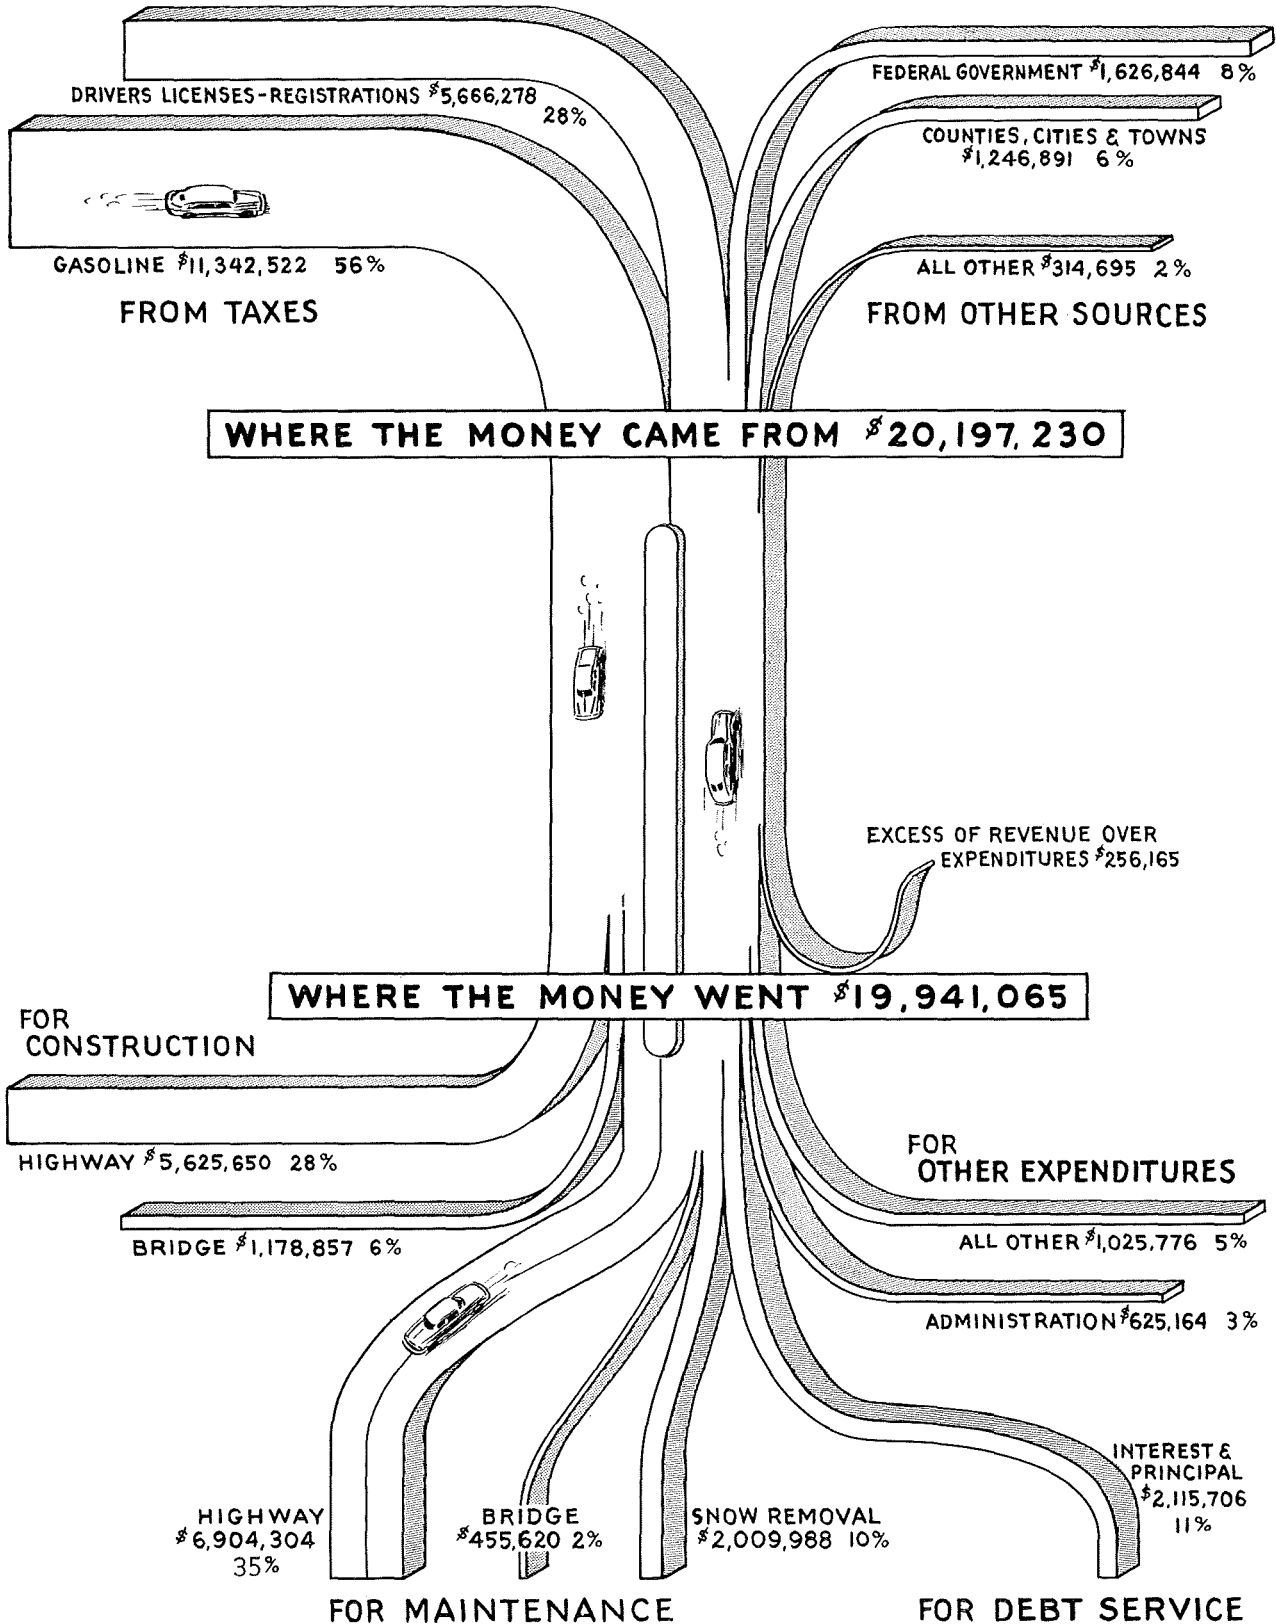 FEDERAL GOVERNMENT $1,626,844 8%
DRIVERS LICENSES-REGISTRATIONS $5,666,278
28%
COUNTIES, CITIES & TOWNS
$1,246,891 6%
GASOLINE $11,342,522 56%
ALL OTHER $314,695 2%
FROM TAXES
FROM OTHER SOURCES
WHERE THE MONEY CAME FROM $20,197,230
EXCESS OF REVENUE OVER
EXPENDITURES $256,165
WHERE THE MONEY WENT $19,941,065
FOR
CONSTRUCTION
HIGHWAY $5,625,650 28%
BRIDGE $1,178,857 6%
FOR
OTHER EXPENDITURES
ALL OTHER $1,025,776 5%
ADMINISTRATION $625,164 3%
INTEREST &
PRINCIPAL
$2,115,706
11%
HIGHWAY
$6,904,304
35%
BRIDGE
$455,620 2%
SNOW REMOVAL
$2,009,988 10%
FOR MAINTENANCE
FOR DEBT SERVICE